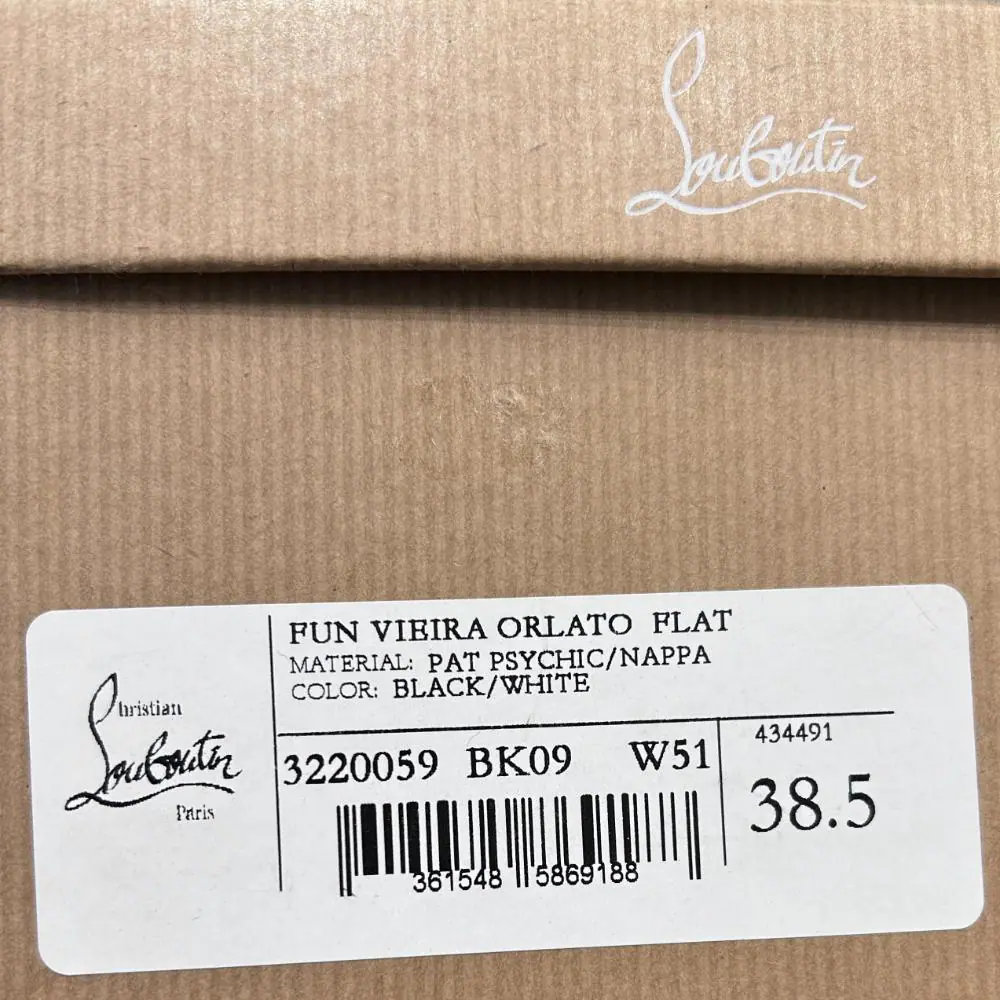 Louboutin
FUN VIEIRA ORLATO FLAT
MATERIAL: PAT PSYCHIC/NAPPA
COLOR: BLACK/WHITE
Christian
Louboutin
Paris
3220059 BK09 W51
434491
38.5
361548 5869188